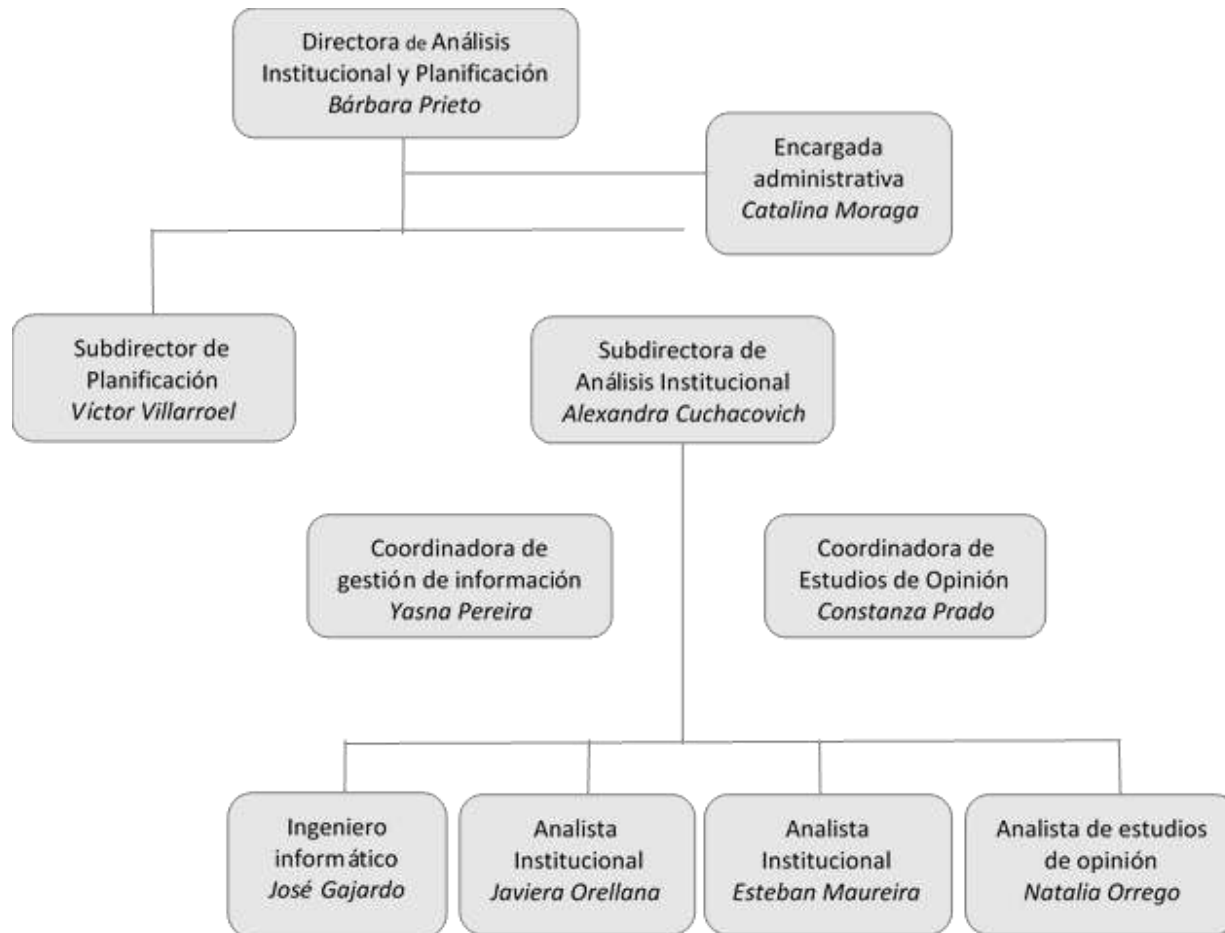 Directora de Análisis
Institucional y Planificación
Bárbara Prieto
Encargada
administrativa
Catalina Moraga
Subdirector de
Planificación
Víctor Villarroel
Subdirectora de
Análisis Institucional
Alexandra Cuchacovich
Coordinadora de
gestión de información
Yasna Pereira
Coordinadora de
Estudios de Opinión
Constanza Prado
Ingeniero
informático
José Gajardo
Analista
Institucional
Javiera Orellana
Analista
Institucional
Esteban Maureira
Analista de estudios
de opinión
Natalia Orrego